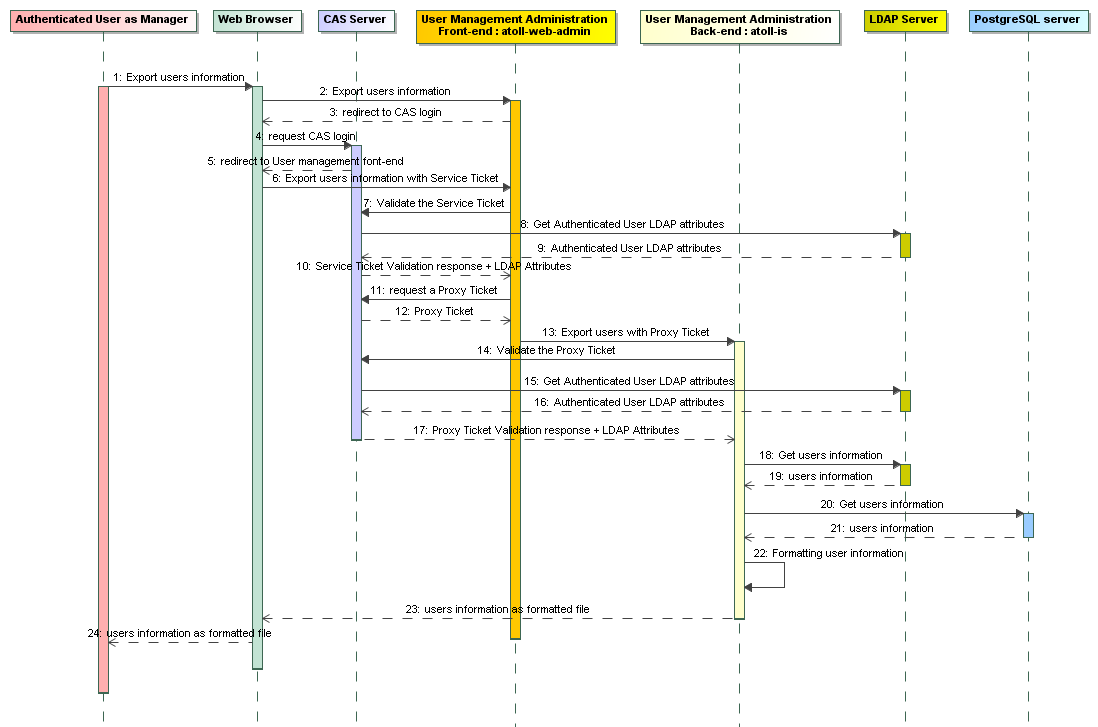 Authenticated User as Manager
Web Browser
CAS Server
User Management Administration
Front-end : atoll-web-admin
User Management Administration
Back-end : atoll-is
LDAP Server
PostgreSQL server
1: Export users information
2: Export users information
3: redirect to CAS login
4: request CAS login
5: redirect to User management font-end
6: Export users information with Service Ticket
7: Validate the Service Ticket
8: Get Authenticated User LDAP attributes
9: Authenticated User LDAP attributes
10: Service Ticket Validation response + LDAP Attributes
11: request a Proxy Ticket
12: Proxy Ticket
13: Export users with Proxy Ticket
14: Validate the Proxy Ticket
15: Get Authenticated User LDAP attributes
16: Authenticated User LDAP attributes
17: Proxy Ticket Validation response + LDAP Attributes
18: Get users information
19: users information
20: Get users information
21: users information
22: Formatting user information
23: users information as formatted file
24: users information as formatted file